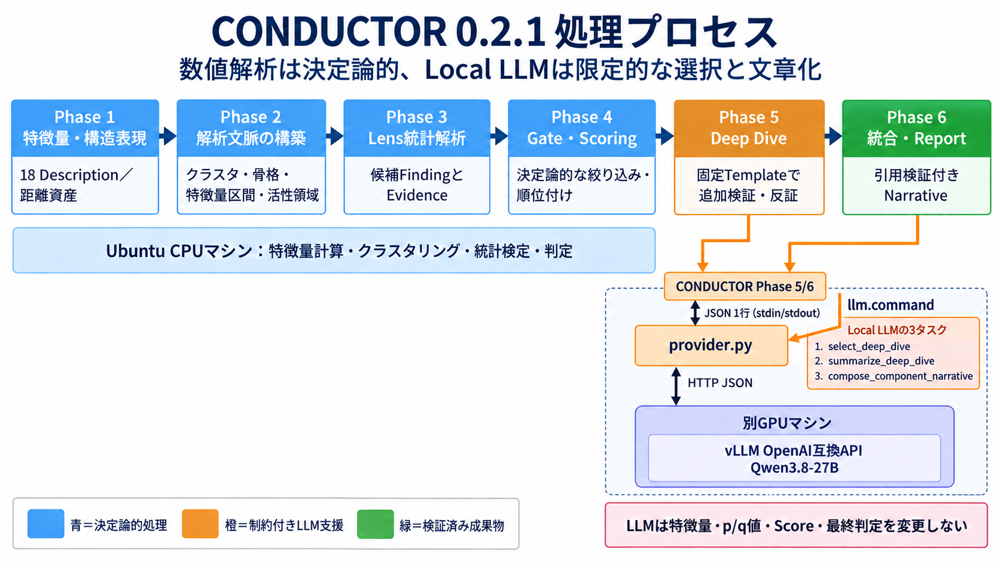 CONDUCTOR 0.2.1 処理プロセス
数値解析は決定論的、Local LLMは限定的な選択と文章化
Phase 1
特徴量・構造表現
18 Description／
距離資産
Phase 2
解析文脈の構築
クラスタ・骨格・
特徴量区間・活性領域
Phase 3
Lens統計解析
候補Findingと
Evidence
Phase 4
Gate・Scoring
決定論的な絞り込み・
順位付け
Phase 5
Deep Dive
固定Templateで
追加検証・反証
Phase 6
統合・Report
引用検証付き
Narrative
Ubuntu CPUマシン：特徴量計算・クラスタリング・統計検定・判定
CONDUCTOR Phase 5/6
JSON 1行 (stdin/stdout)
llm.command
provider.py
Local LLMの3タスク
1. select_deep_dive
2. summarize_deep_dive
3. compose_component_narrative
HTTP JSON
別GPUマシン
vLLM OpenAI互換API
Qwen3.8-27B
青＝決定論的処理
橙＝制約付きLLM支援
緑＝検証済み成果物
LLMは特徴量・p/q値・Score・最終判定を変更しない